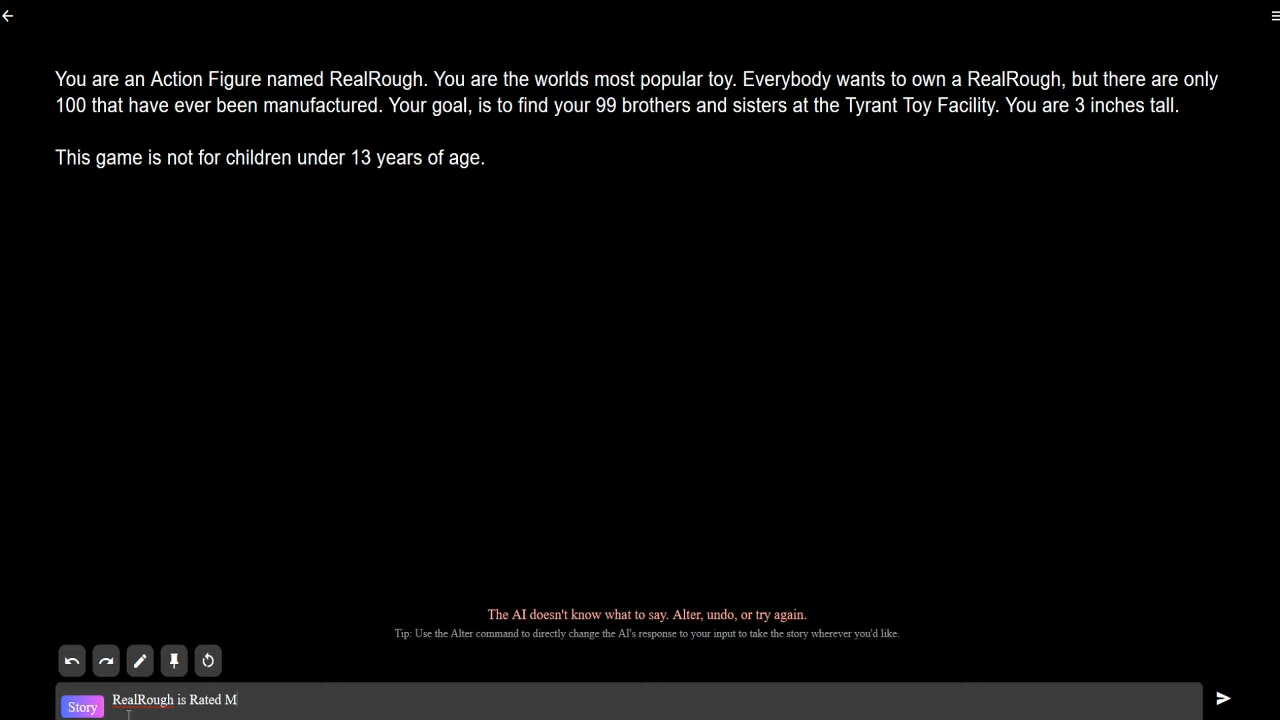 You are an Action Figure named RealRough. You are the worlds most popular toy. Everybody wants to own a RealRough, but there are only
100 that have ever been manufactured. Your goal, is to find your 99 brothers and sisters at the Tyrant Toy Facility. You are 3 inches tall.
This game is not for children under 13 years of age.
The AI doesn't know what to say. Alter, undo, or try again.
Tip: Use the Alter command to directly change the AI's response to your input to take the story wherever you'd like.
Story RealRough is Rated M